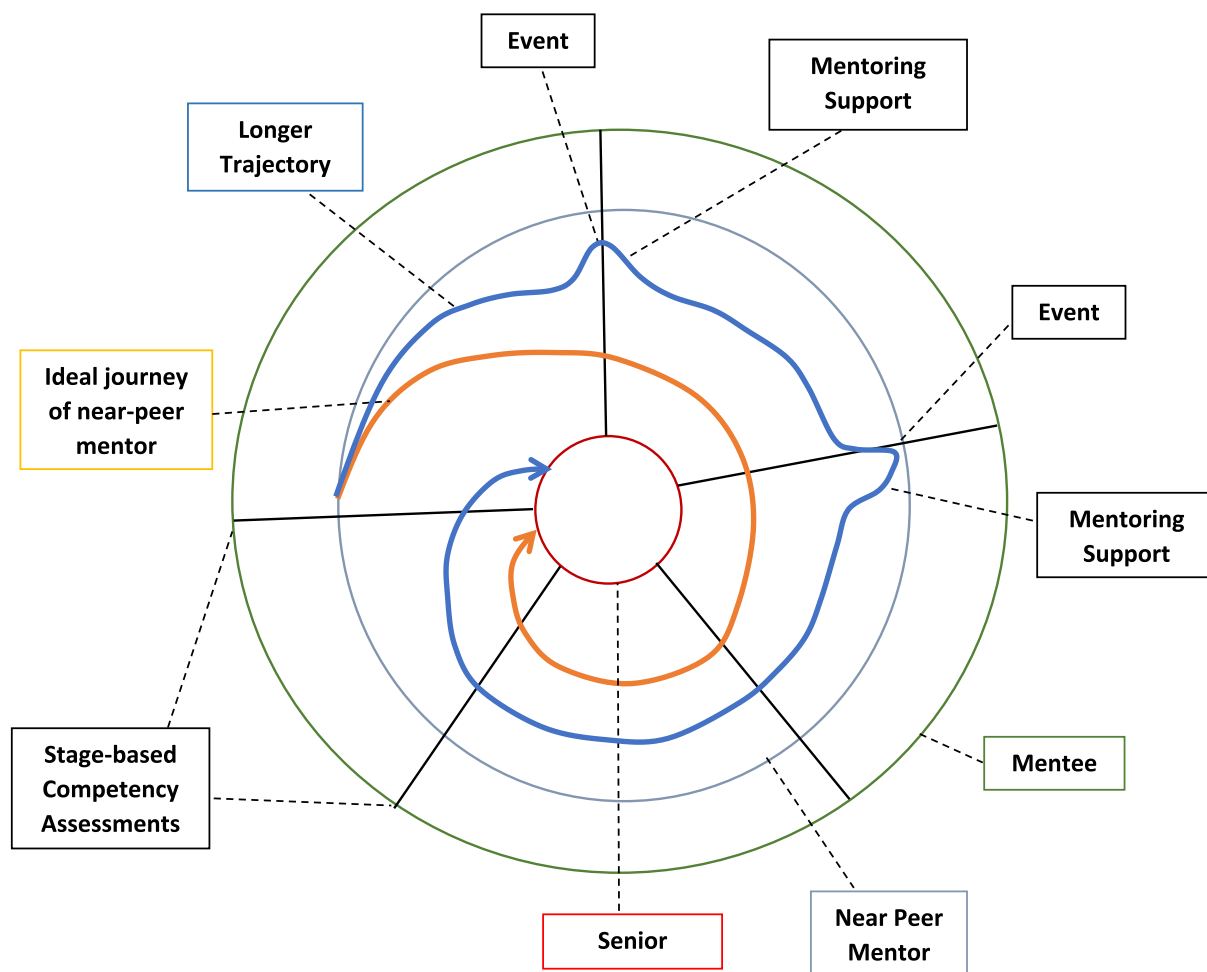 Event
Mentoring
Support
Longer
Trajectory
Event
Ideal journey
of near-peer
mentor
Mentoring
Support
Stage-based
Competency
Assessments
Mentee
Near Peer
Mentor
Senior